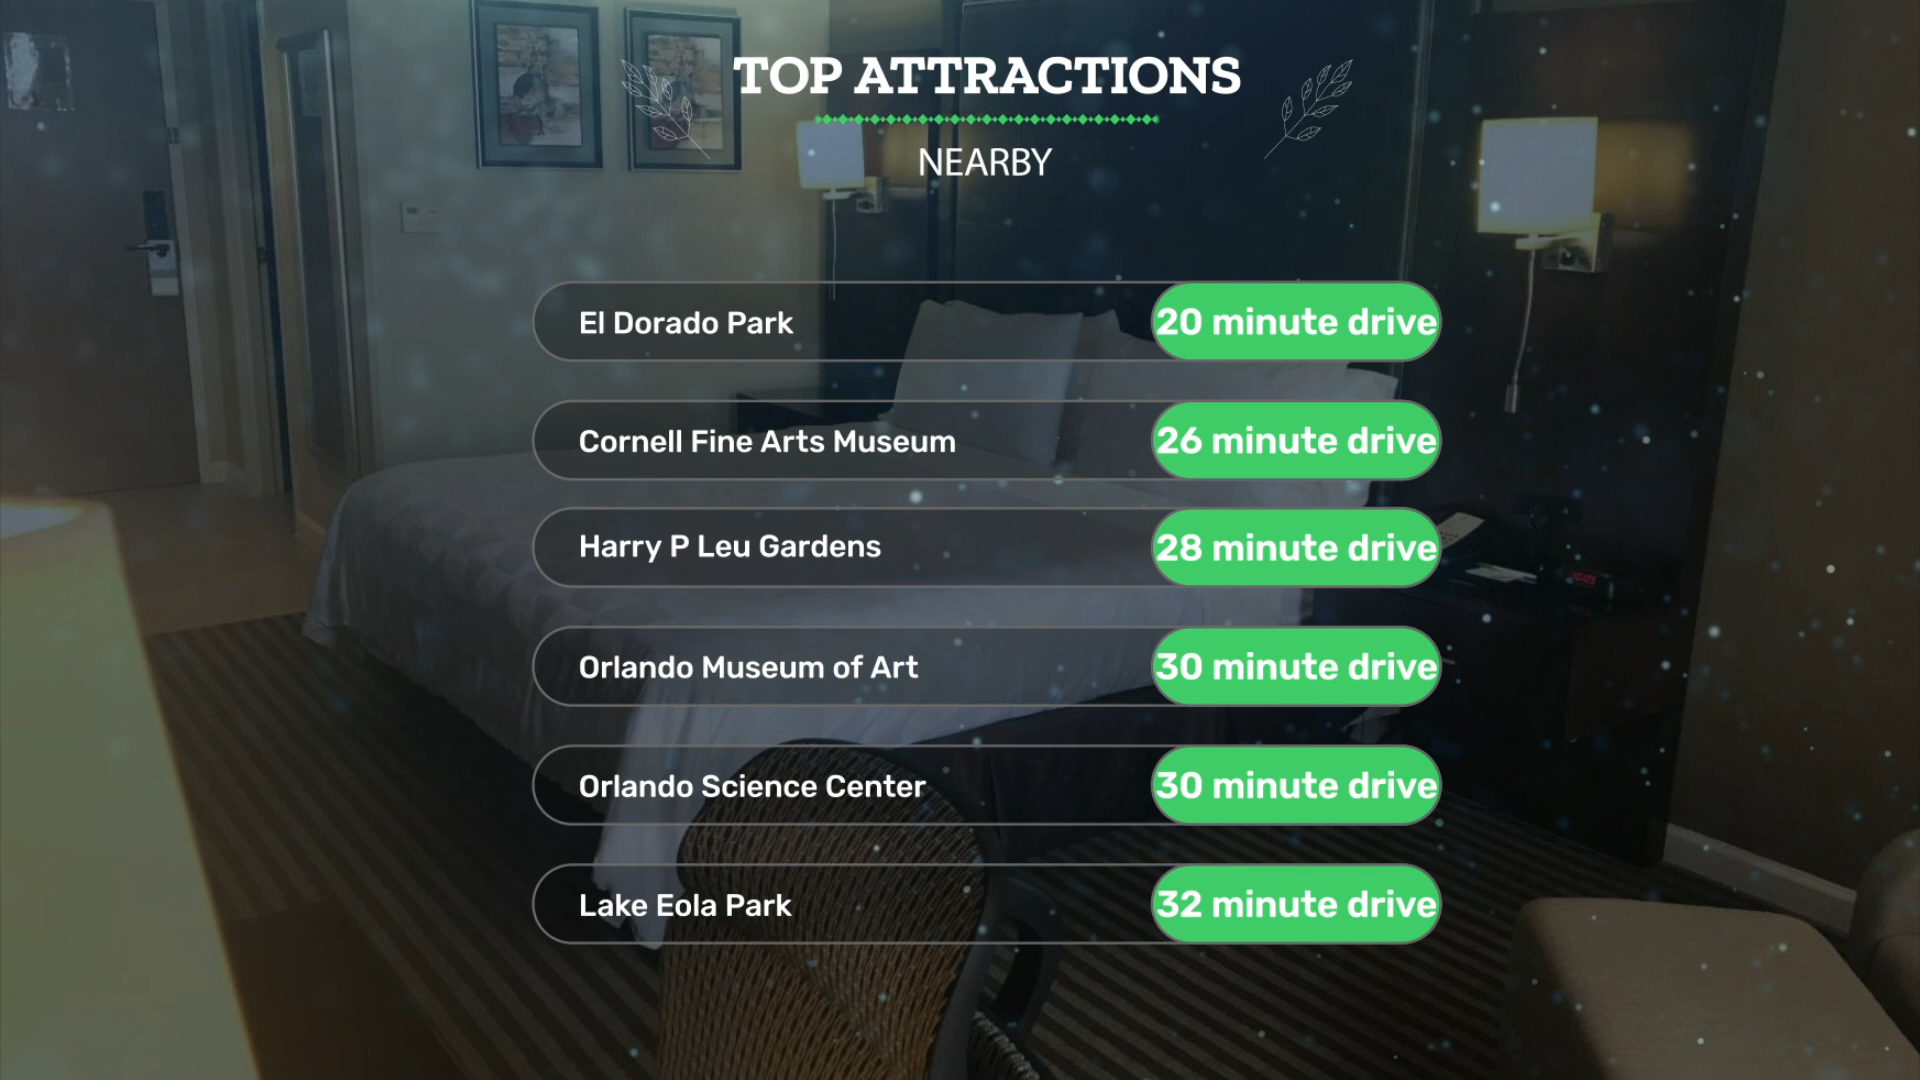 TOP ATTRACTIONS
NEARBY
El Dorado Park 20 minute drive
Cornell Fine Arts Museum 26 minute drive
Harry P Leu Gardens 28 minute drive
Orlando Museum of Art 30 minute drive
Orlando Science Center 30 minute drive
Lake Eola Park 32 minute drive